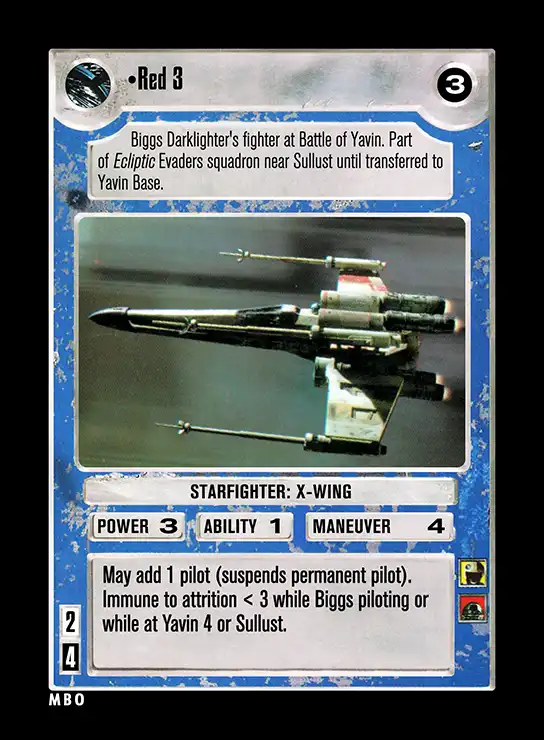 •Red 3
3
Biggs Darklighter's fighter at Battle of Yavin. Part
of Ecliptic Evaders squadron near Sullust until transferred to
Yavin Base.
STARFIGHTER: X-WING
POWER 3 ABILITY 1 MANEUVER 4
May add 1 pilot (suspends permanent pilot).
Immune to attrition < 3 while Biggs piloting or
while at Yavin 4 or Sullust.
2
4
MBO